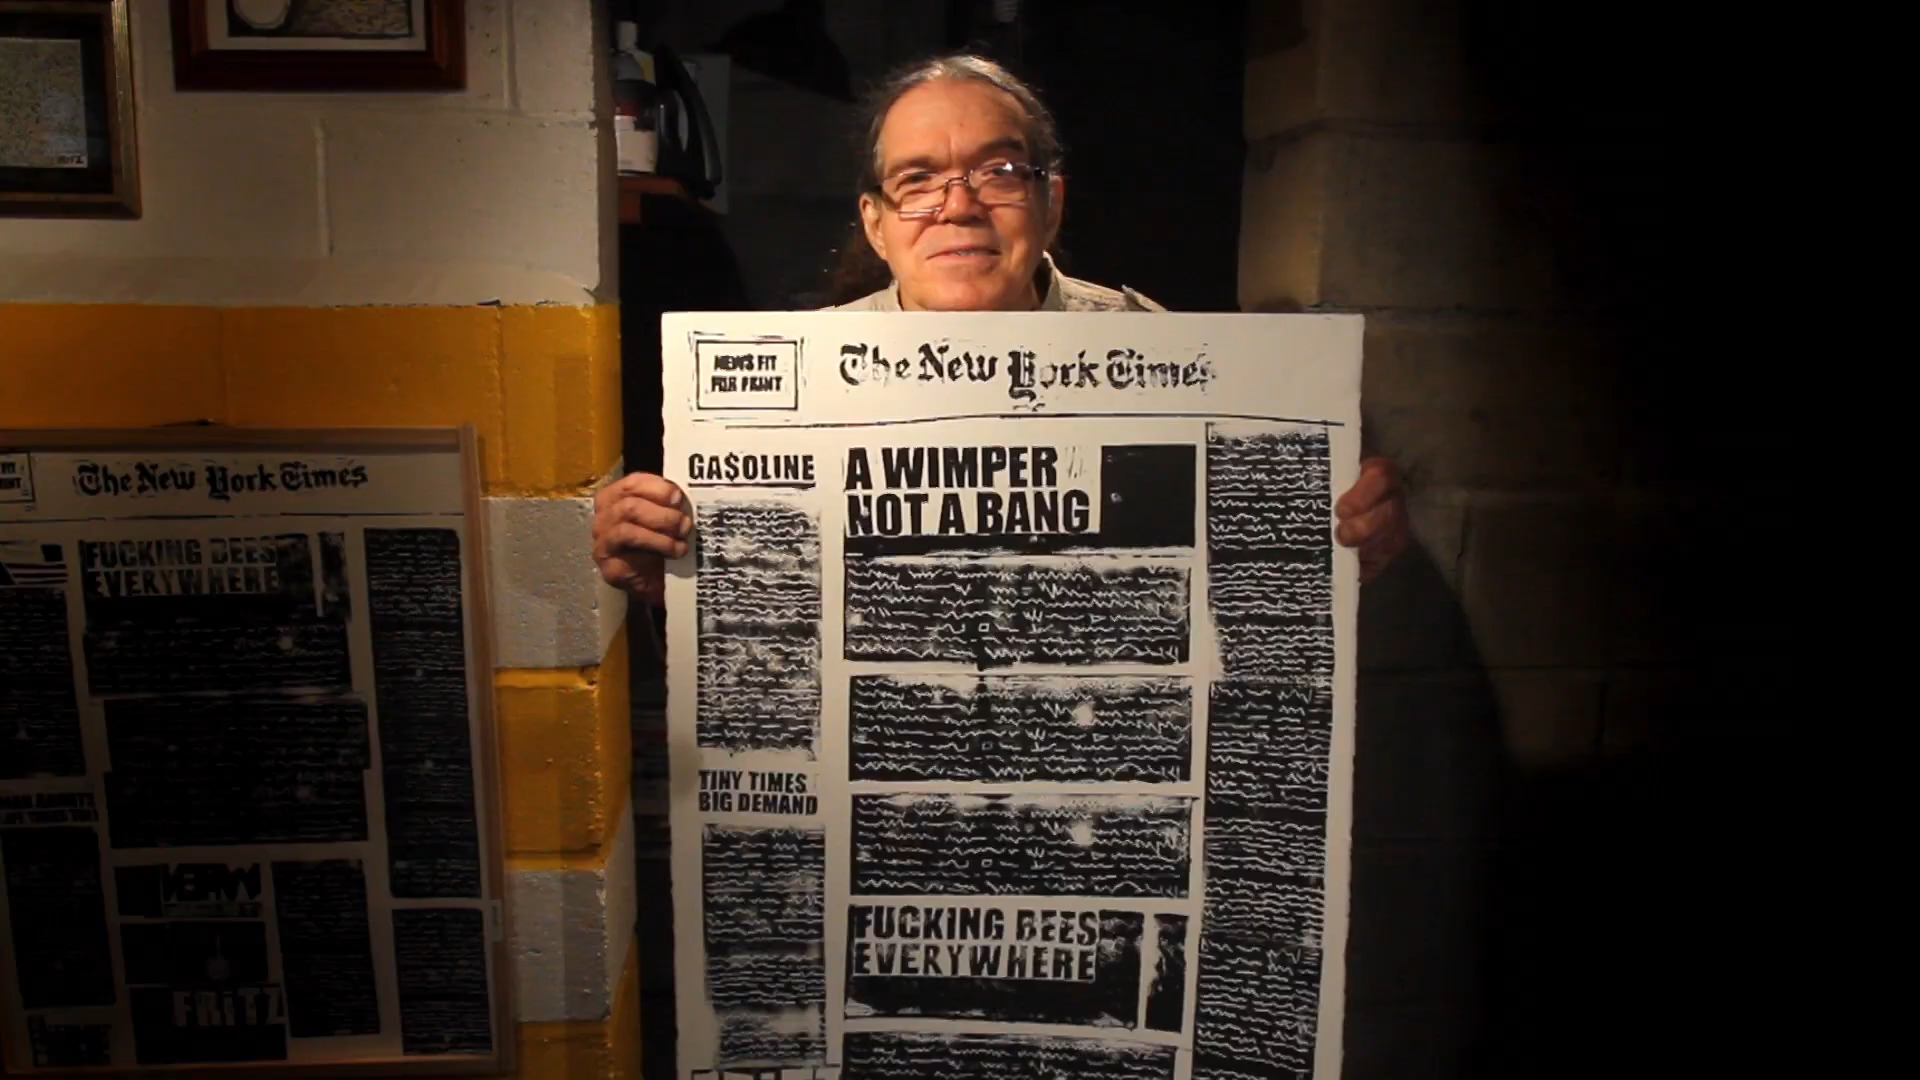 NEWS FIT
FOR PRINT
The New York Times
GA$OLINE
A WIMPER
NOT A BANG
TINY TIMES
BIG DEMAND
FUCKING BEES
EVERYWHERE
The New York Times
FUCKING BEES
EVERYWHERE
FRITZ